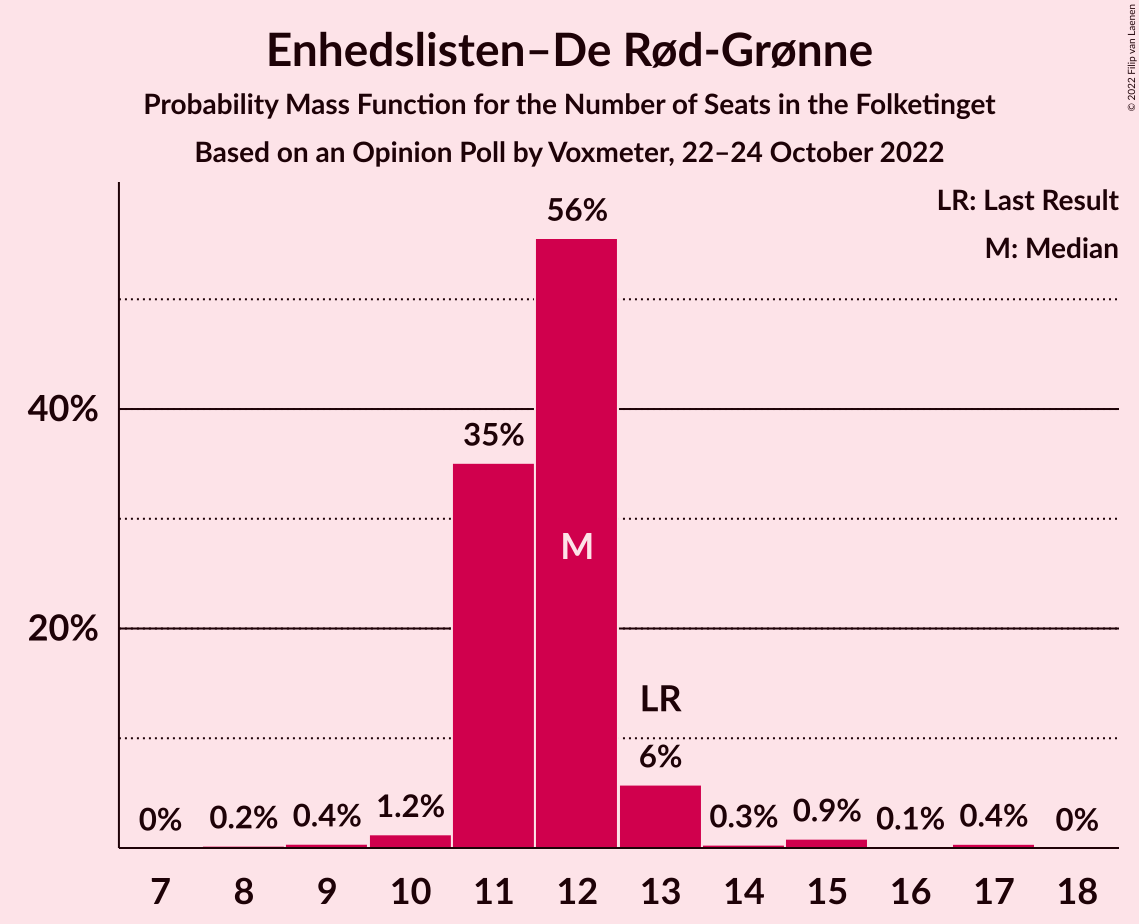 Enhedslisten–De Rød-Grønne
Probability Mass Function for the Number of Seats in the Folketinget
Based on an Opinion Poll by Voxmeter, 22–24 October 2022
© 2022 Filip van Laenen
LR: Last Result
M: Median
56%
40%
35%
M
20%
LR
6%
0% 0.2% 0.4% 1.2% 0.3% 0.9% 0.1% 0.4% 0%
7 8 9 10 11 12 13 14 15 16 17 18